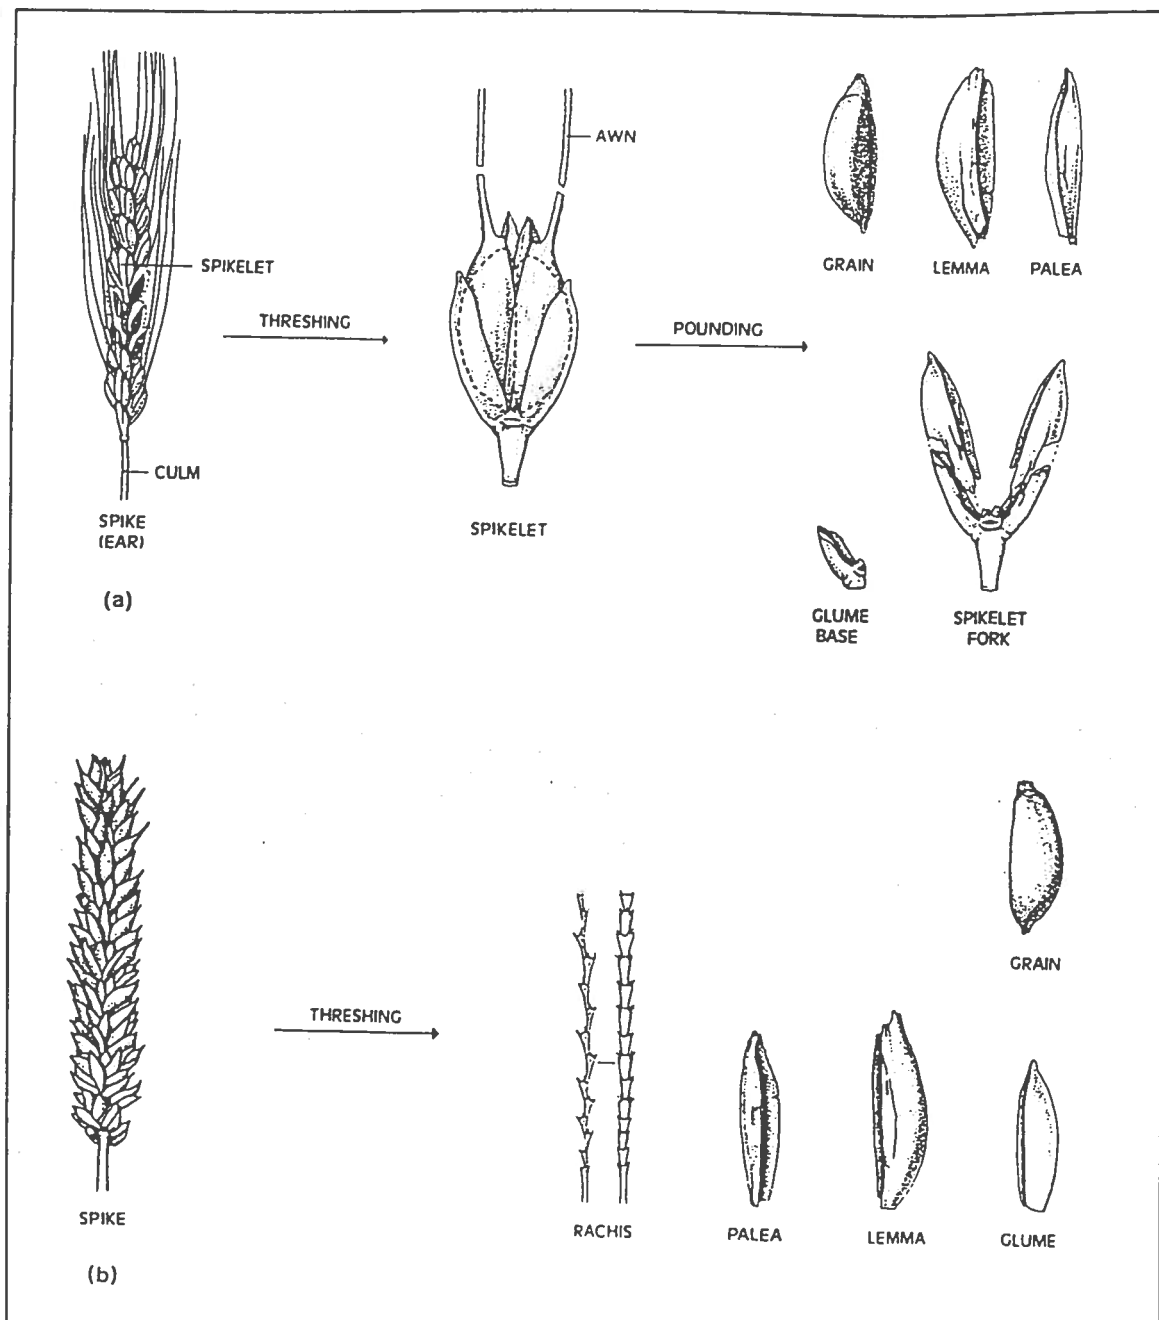 AWN
SPIKELET
GRAIN
LEMMA
PALEA
THRESHING
POUNDING
CULM
SPIKE
(EAR)
SPIKELET
GLUME
BASE
SPIKELET
FORK
(a)
GRAIN
THRESHING
SPIKE
RACHIS
PALEA
LEMMA
GLUME
(b)